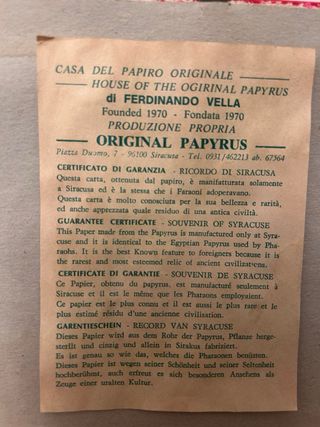 CASA DEL PAPIRO ORIGINALE
HOUSE OF THE OGIRINAL PAPYRUS
di FERDINANDO VELLA
Founded 1970 - Fondata 1970
PRODUZIONE PROPRIA
ORIGINAL PAPYRUS
Piazza Duomo, 7 - 96100 Siracusa - Tel. 0931/462213 ab. 67364
CERTIFICATO DI GARANZIA - RICORDO DI SIRACUSA
Questa carta, ottenuta dal papiro, è manifatturata solamente
a Siracusa ed è la stessa che i Faraoni adoperavano.
Questa carta è molto conosciura per la sua bellezza e rarità,
ed anche apprezzata quale residuo di una antica civiltà.
GUARANTEE CERTIFICATE - SOUVENIR OF SYRACUSE
This Paper made from the Papyrus is manufactured only at Syra-
cuse and it is identical to the Egyptian Papyrus used by Pha-
raohs. It is the best Known feature to foreigners because it is
the rarest and most esteemed relic of ancient civilizatiens.
CERTIFICATE DI GARANTIE - SOUVENIR DE SYRACUSE
Ce Papier, obtenu du papyrus, est manufacturé seulement à
Siracuse et il est le même que les Pharaons employaient.
Ce papier est le plus connu et il est aussi le plus rare et le
plus estimé résidu d'une ancienne civilisation.
GARENTIESCHEIN - RECORD VAN SYRACUSE
Dieses Papier wird aus dem Rohr der Papyrus, Pflanze herge-
sterllt und einzig und allein in Sitakus fabriziert.
Es ist genau so wie das, welches die Pharaonen benützten.
Dieses Papier ist wegen seiner Schönheit und seiner Seltenheit
hochberühmt, auch erfreut es sich besonderen Ansehens als
Zeuge einer uralten Kultur.